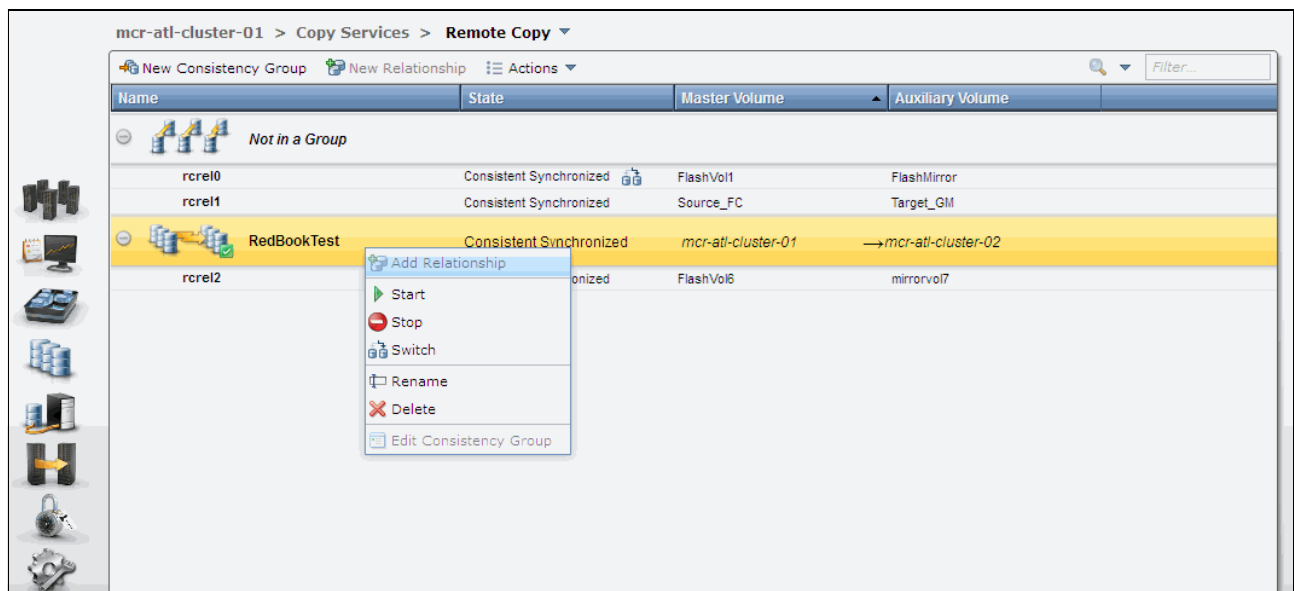 mcr-atl-cluster-01 > Copy Services > Remote Copy
New Consistency Group New Relationship Actions Filter...
Name State Master Volume Auxiliary Volume
Not in a Group
rcrel0 Consistent Synchronized FlashVol1 FlashMirror
rcrel1 Consistent Synchronized Source_FC Target_GM
RedBookTest Consistent Synchronized mcr-atl-cluster-01 →mcr-atl-cluster-02
Add Relationship
rcrel2 onized FlashVol6 mirrorvol7
Start
Stop
Switch
Rename
Delete
Edit Consistency Group